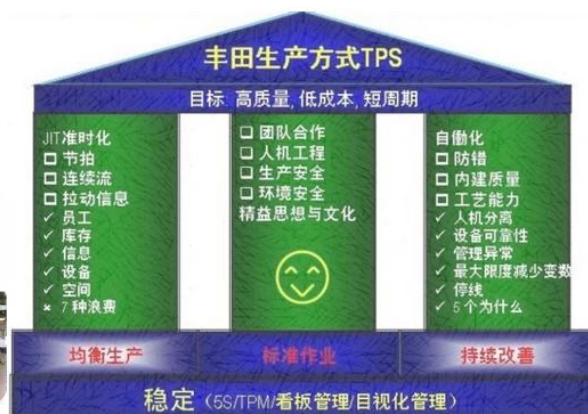 丰田生产方式TPS
目标: 高质量, 低成本, 短周期
JIT准时化
□ 节拍
□ 连续流
□ 拉动信息
✓ 员工
✓ 库存
✓ 信息
✓ 设备
✓ 空间
× 7种浪费
□ 团队合作
□ 人机工程
□ 生产安全
□ 环境安全
精益思想与文化
自働化
□ 防错
□ 内建质量
□ 工艺能力
✓ 人机分离
✓ 设备可靠性
✓ 管理异常
✓ 最大限度减少变数
✓ 停线
✓ 5个为什么
均衡生产
标准作业
持续改善
稳定（5S/TPM/看板管理/目视化管理）